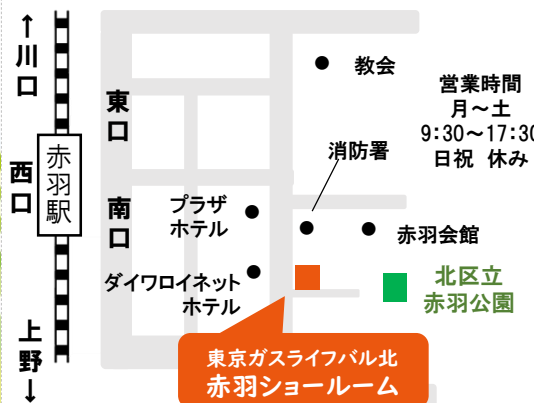 ↑川口
西口
赤羽駅
上野↓
東口
南口
教会
営業時間
月～土
9:30～17:30
日祝 休み
消防署
プラザ
ホテル
赤羽会館
ダイワロイネット
ホテル
北区立
赤羽公園
東京ガスライフバル北
赤羽ショールーム